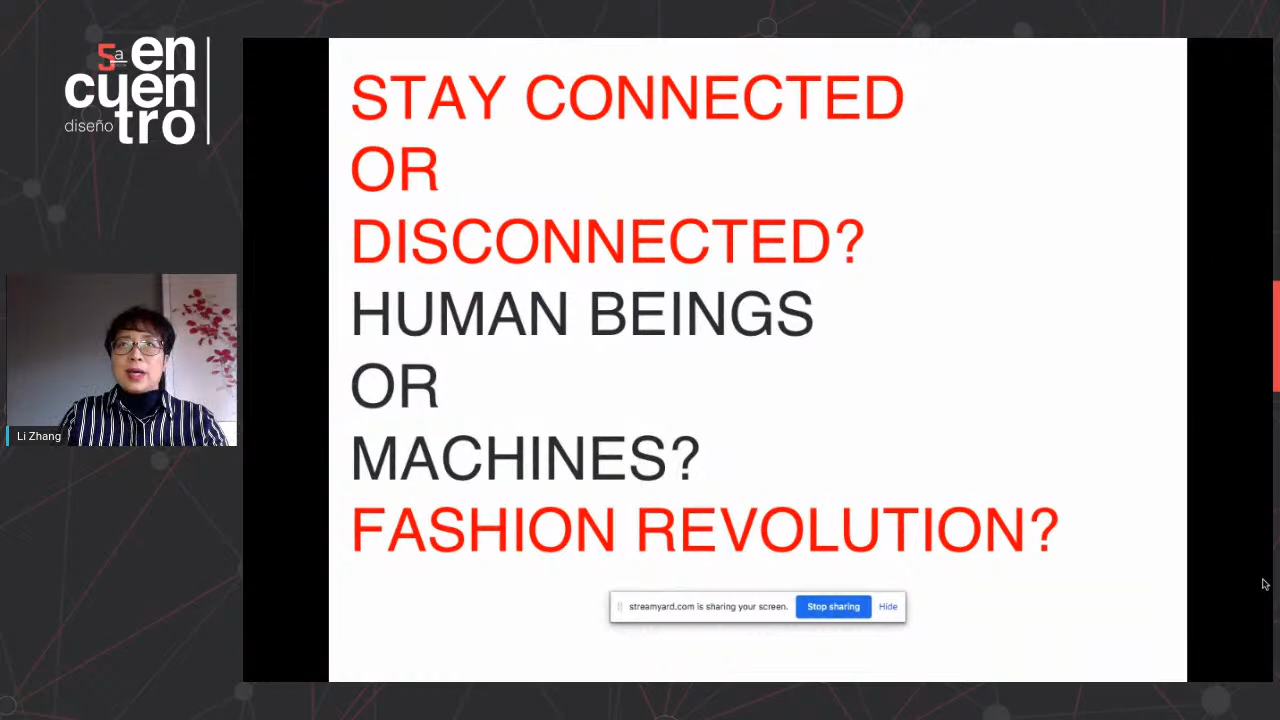 5a en
cuen
diseño tro
STAY CONNECTED
OR
DISCONNECTED?
HUMAN BEINGS
OR
MACHINES?
FASHION REVOLUTION?
Li Zhang
streamyard.com is sharing your screen. Stop sharing Hide